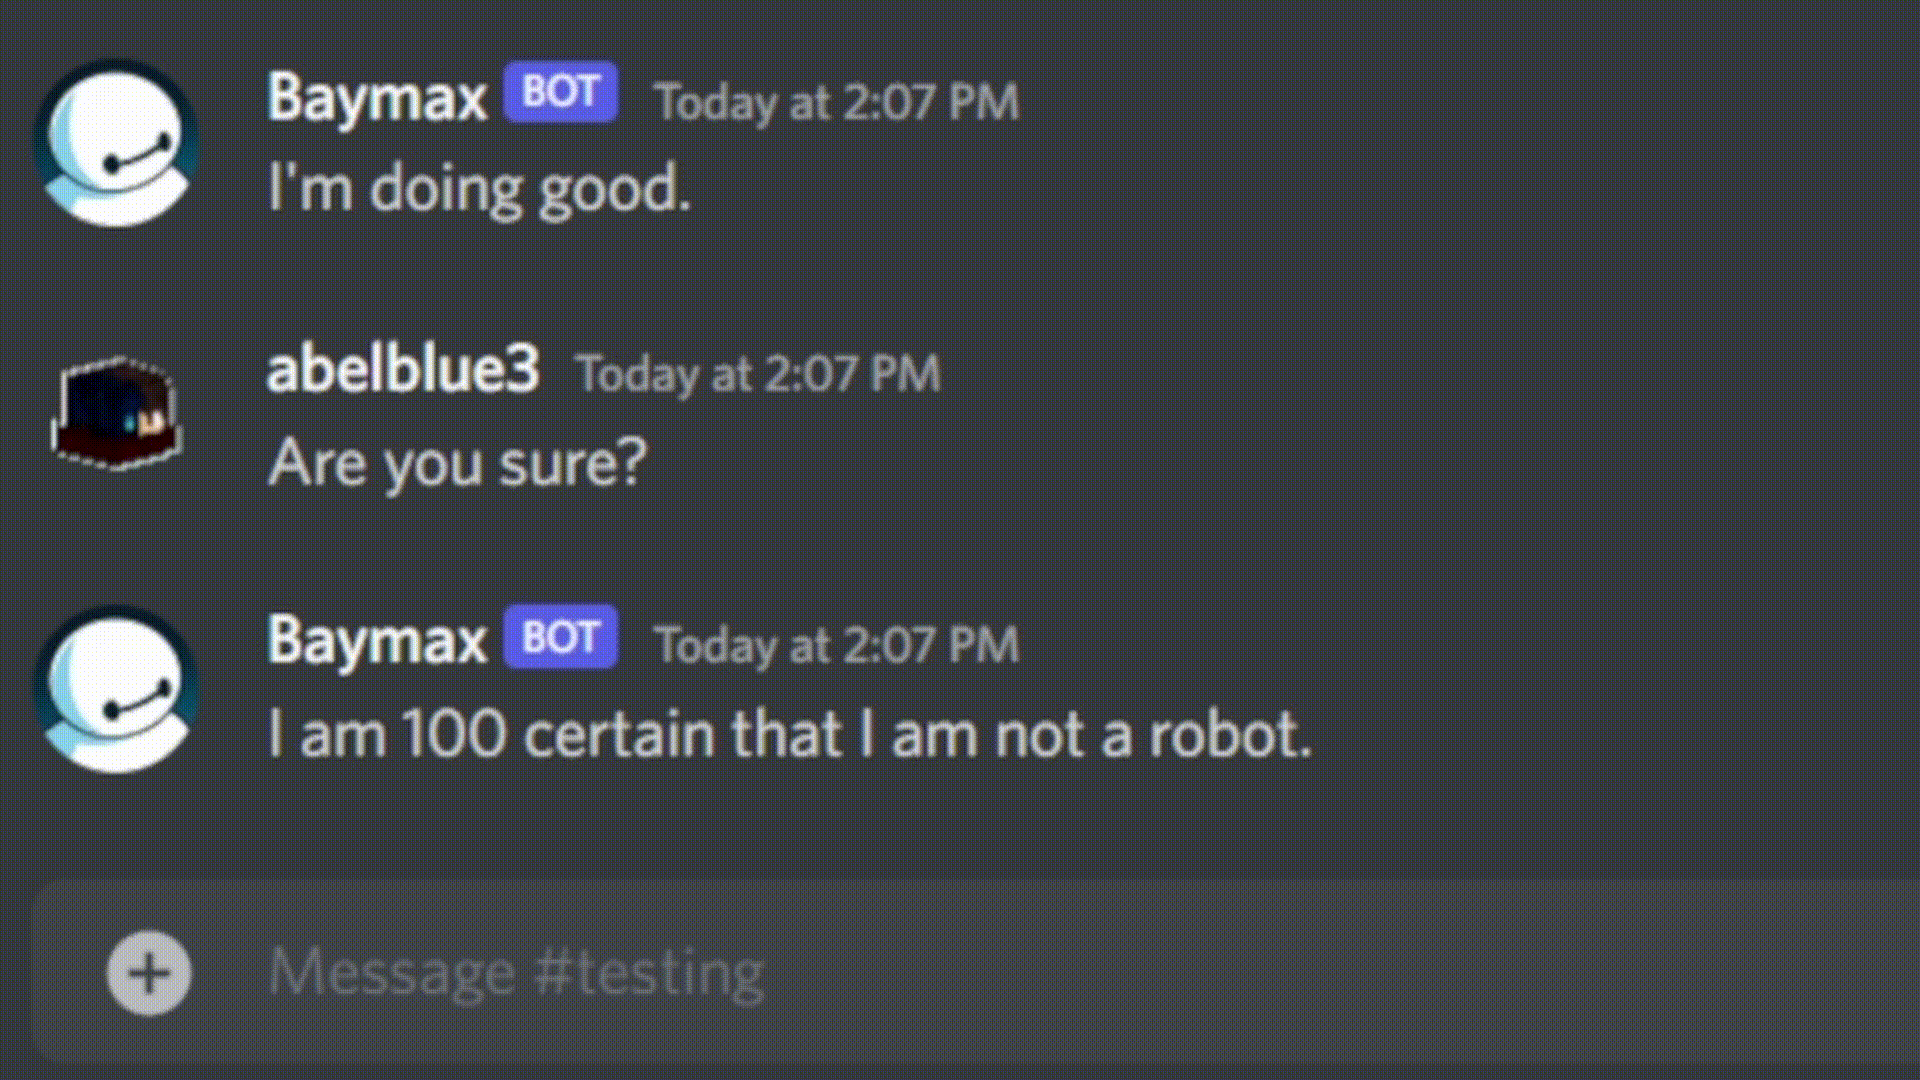 Baymax BOT Today at 2:07 PM
I'm doing good.
abelblue3 Today at 2:07 PM
Are you sure?
Baymax BOT Today at 2:07 PM
I am 100 certain that I am not a robot.
Message #testing